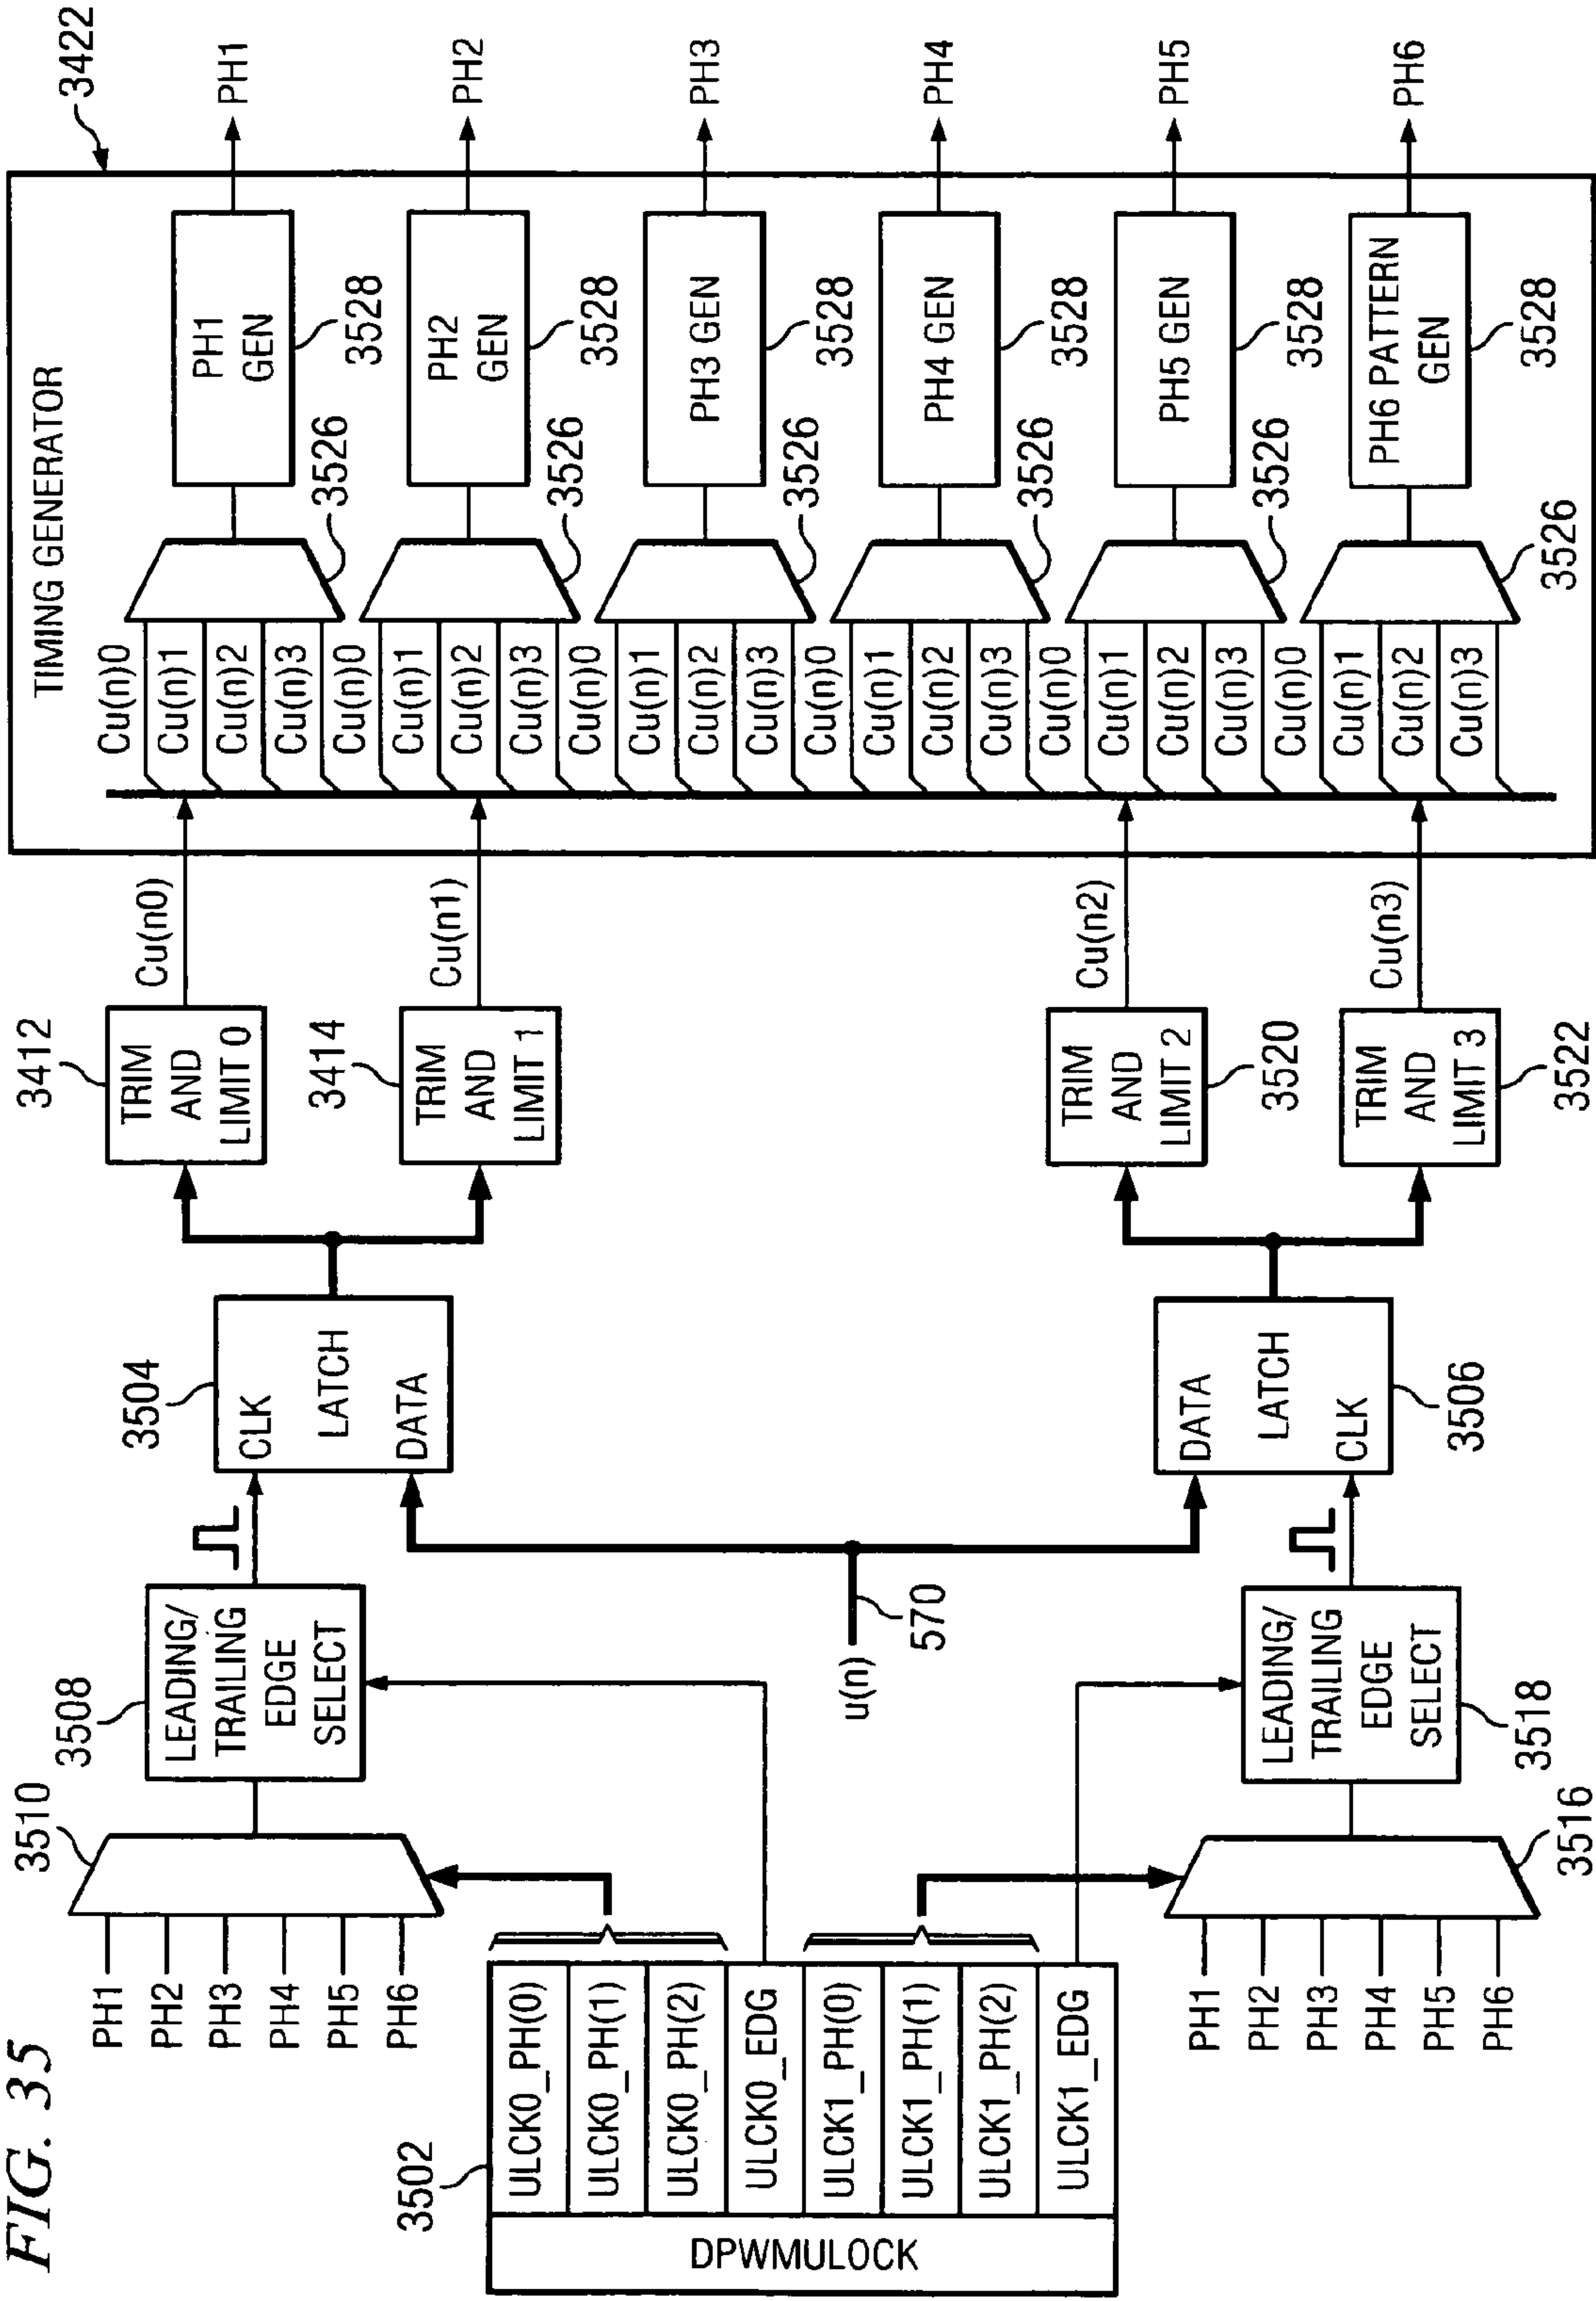 FIG. 35
3502
DPWMULOCK
ULCK0_PH(0)
ULCK0_PH(1)
ULCK0_PH(2)
ULCK0_EDG
ULCK1_PH(0)
ULCK1_PH(1)
ULCK1_PH(2)
ULCK1_EDG
PH1
PH2
PH3
PH4
PH5
PH6
3510
PH1
PH2
PH3
PH4
PH5
PH6
3516
3508
LEADING/
TRAILING
EDGE
SELECT
LEADING/
TRAILING
EDGE
SELECT
3518
u(n)
570
3504
CLK
LATCH
DATA
DATA
LATCH
CLK
3506
3412
TRIM
AND
LIMIT 0
3414
TRIM
AND
LIMIT 1
TRIM
AND
LIMIT 2
3520
TRIM
AND
LIMIT 3
3522
Cu(n0)
Cu(n1)
Cu(n2)
Cu(n3)
TIMING GENERATOR
3422
Cu(n)0
Cu(n)1
Cu(n)2
Cu(n)3
Cu(n)0
Cu(n)1
Cu(n)2
Cu(n)3
Cu(n)0
Cu(n)1
Cu(n)2
Cu(n)3
Cu(n)0
Cu(n)1
Cu(n)2
Cu(n)3
Cu(n)0
Cu(n)1
Cu(n)2
Cu(n)3
Cu(n)0
Cu(n)1
Cu(n)2
Cu(n)3
3526
3526
3526
3526
3526
3526
PH1
GEN
3528
PH2
GEN
3528
PH3 GEN
3528
PH4 GEN
3528
PH5 GEN
3528
PH6 PATTERN
GEN
3528
PH1
PH2
PH3
PH4
PH5
PH6